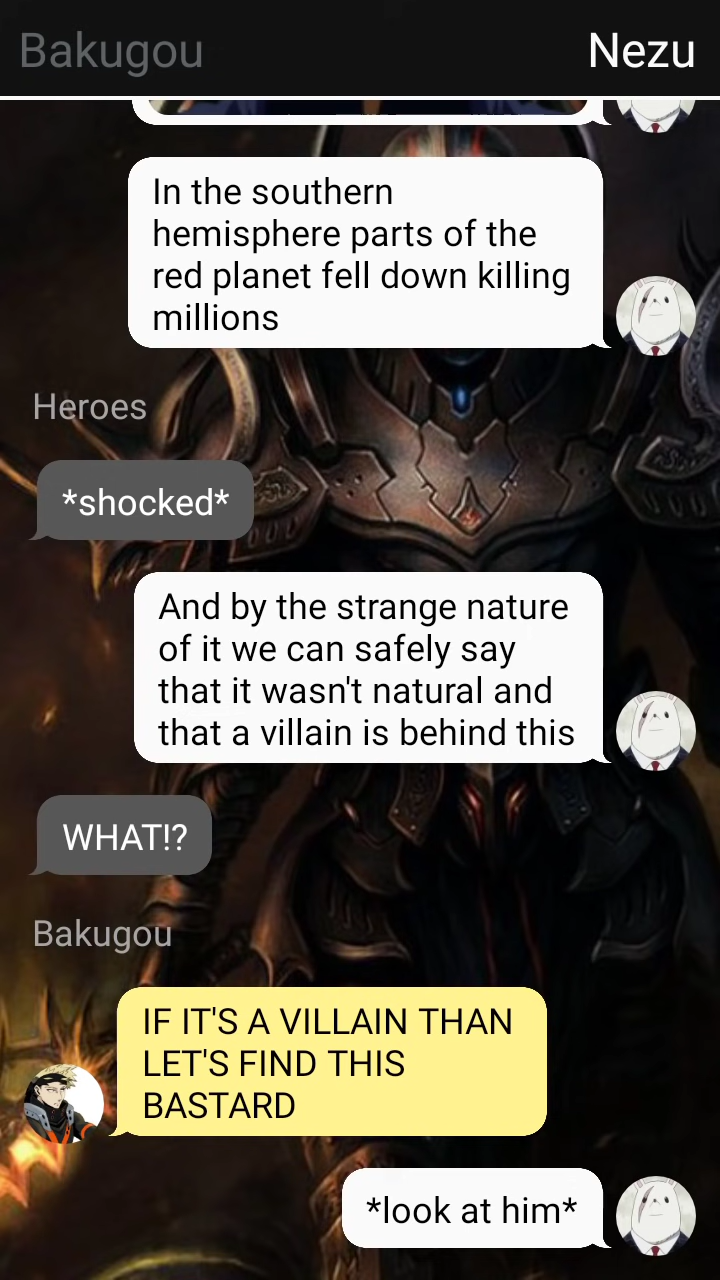 Bakugou Nezu
In the southern
hemisphere parts of the
red planet fell down killing
millions
Heroes
*shocked*
And by the strange nature
of it we can safely say
that it wasn't natural and
that a villain is behind this
WHAT!?
Bakugou
IF IT'S A VILLAIN THAN
LET'S FIND THIS
BASTARD
*look at him*